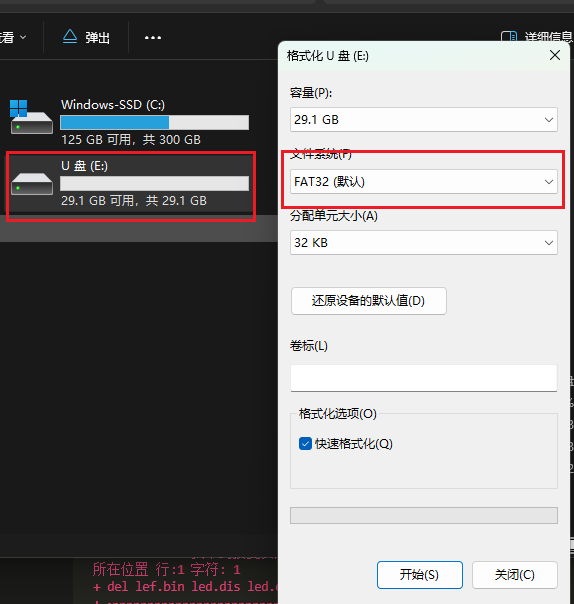 看
弹出
•••
详细信息
Windows-SSD (C:)
125 GB 可用，共 300 GB
U 盘 (E:)
29.1 GB 可用，共 29.1 GB
格式化 U 盘 (E:)
容量(P):
29.1 GB
文件系统(F)
FAT32 (默认)
分配单元大小(A)
32 KB
还原设备的默认值(D)
卷标(L)
格式化选项(O)
快速格式化(Q)
开始(S)
关闭(C)
所在位置 行:1 字符: 1
+ del lef.bin led.dis led.